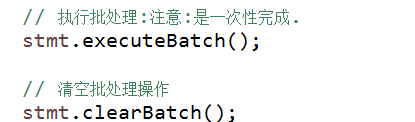 // 执行批处理:注意:是一次性完成.
stmt.executeBatch();
// 清空批处理操作
stmt.clearBatch();